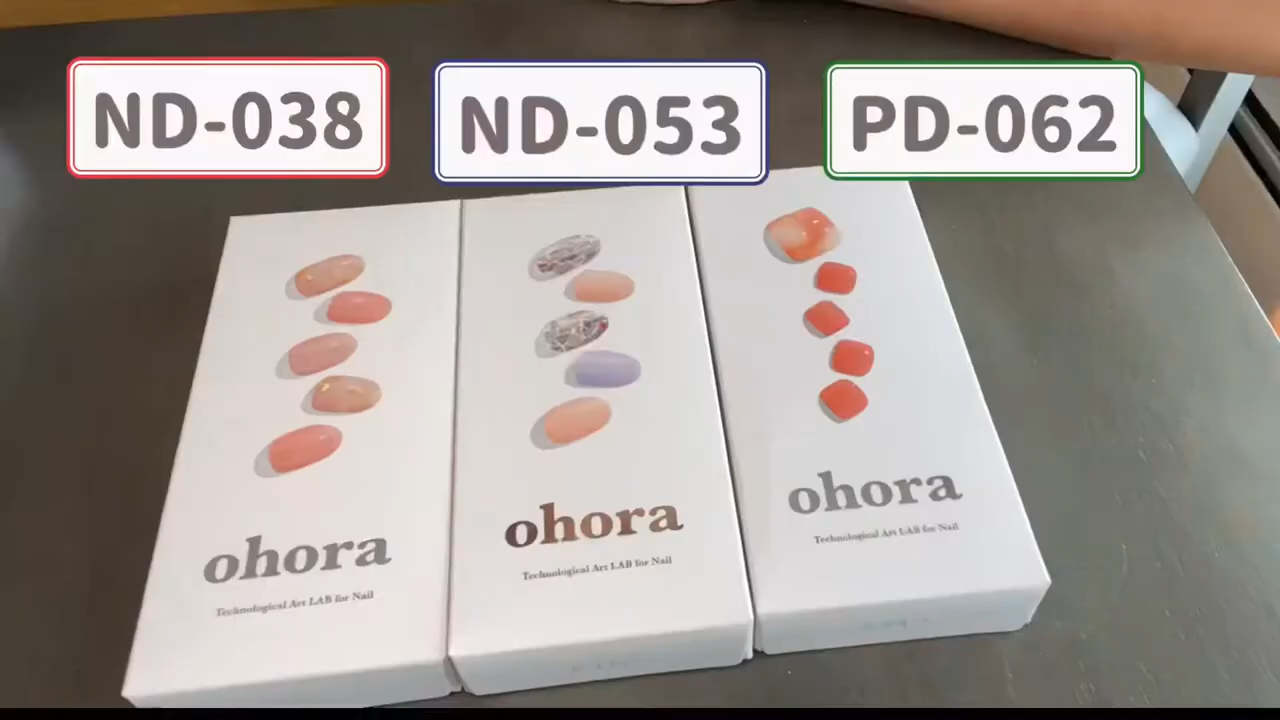 ND-038
ND-053
PD-062
ohora
Technological Art LAB for Nail
ohora
Technological Art LAB for Nail
ohora
Technological Art LAB for Nail